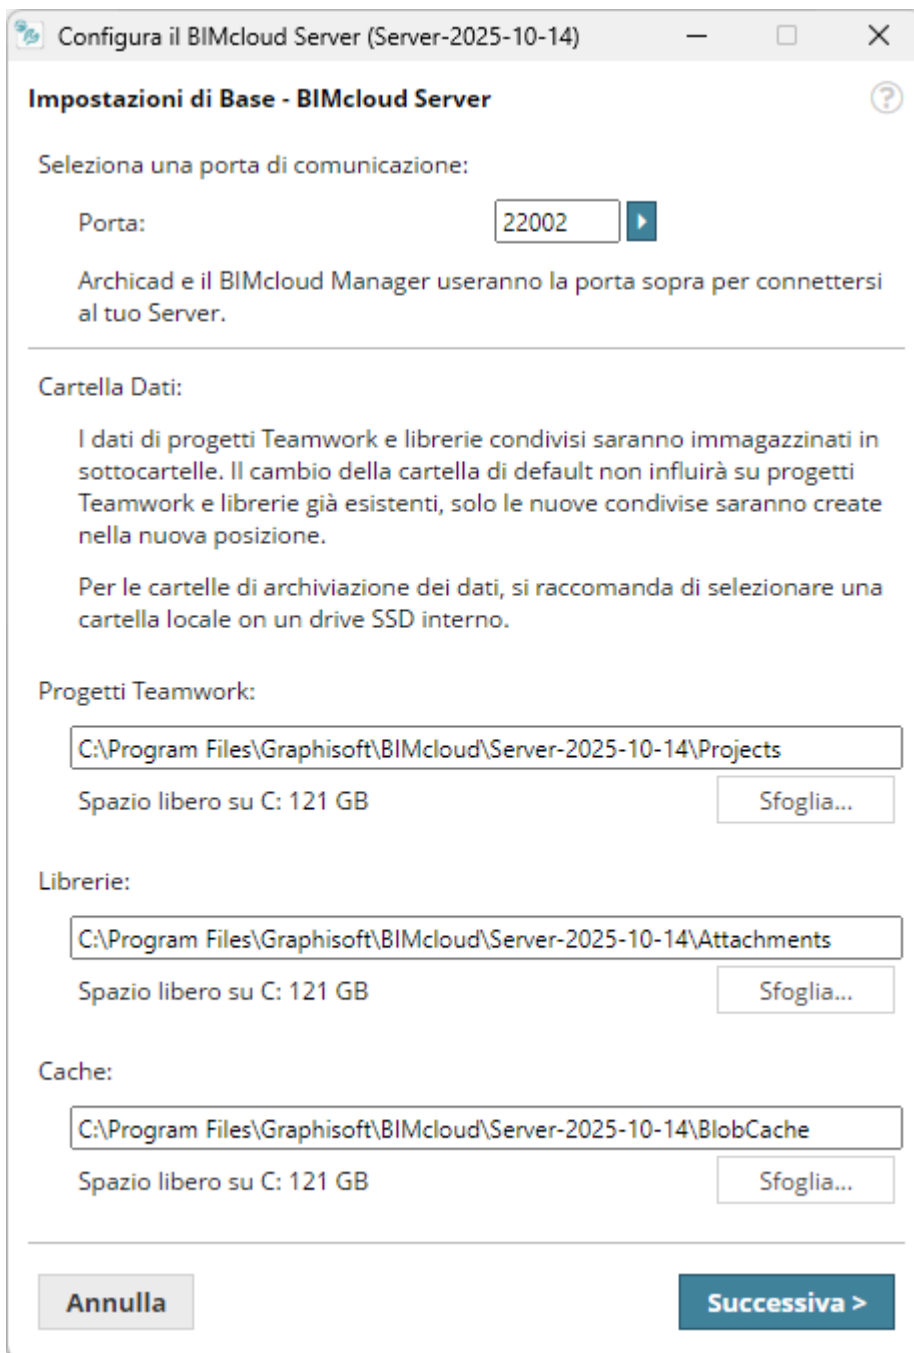 Configura il BIMcloud Server (Server-2025-10-14)
Impostazioni di Base - BIMcloud Server
?
Seleziona una porta di comunicazione:
Porta:
22002
Archicad e il BIMcloud Manager useranno la porta sopra per connettersi
al tuo Server.
Cartella Dati:
I dati di progetti Teamwork e librerie condivisi saranno immagazzinati in
sottocartelle. Il cambio della cartella di default non influirà su progetti
Teamwork e librerie già esistenti, solo le nuove condivise saranno create
nella nuova posizione.
Per le cartelle di archiviazione dei dati, si raccomanda di selezionare una
cartella locale on un drive SSD interno.
Progetti Teamwork:
C:\Program Files\Graphisoft\BIMcloud\Server-2025-10-14\Projects
Spazio libero su C: 121 GB
Sfoglia...
Librerie:
C:\Program Files\Graphisoft\BIMcloud\Server-2025-10-14\Attachments
Spazio libero su C: 121 GB
Sfoglia...
Cache:
C:\Program Files\Graphisoft\BIMcloud\Server-2025-10-14\BlobCache
Spazio libero su C: 121 GB
Sfoglia...
Annulla
Successiva >